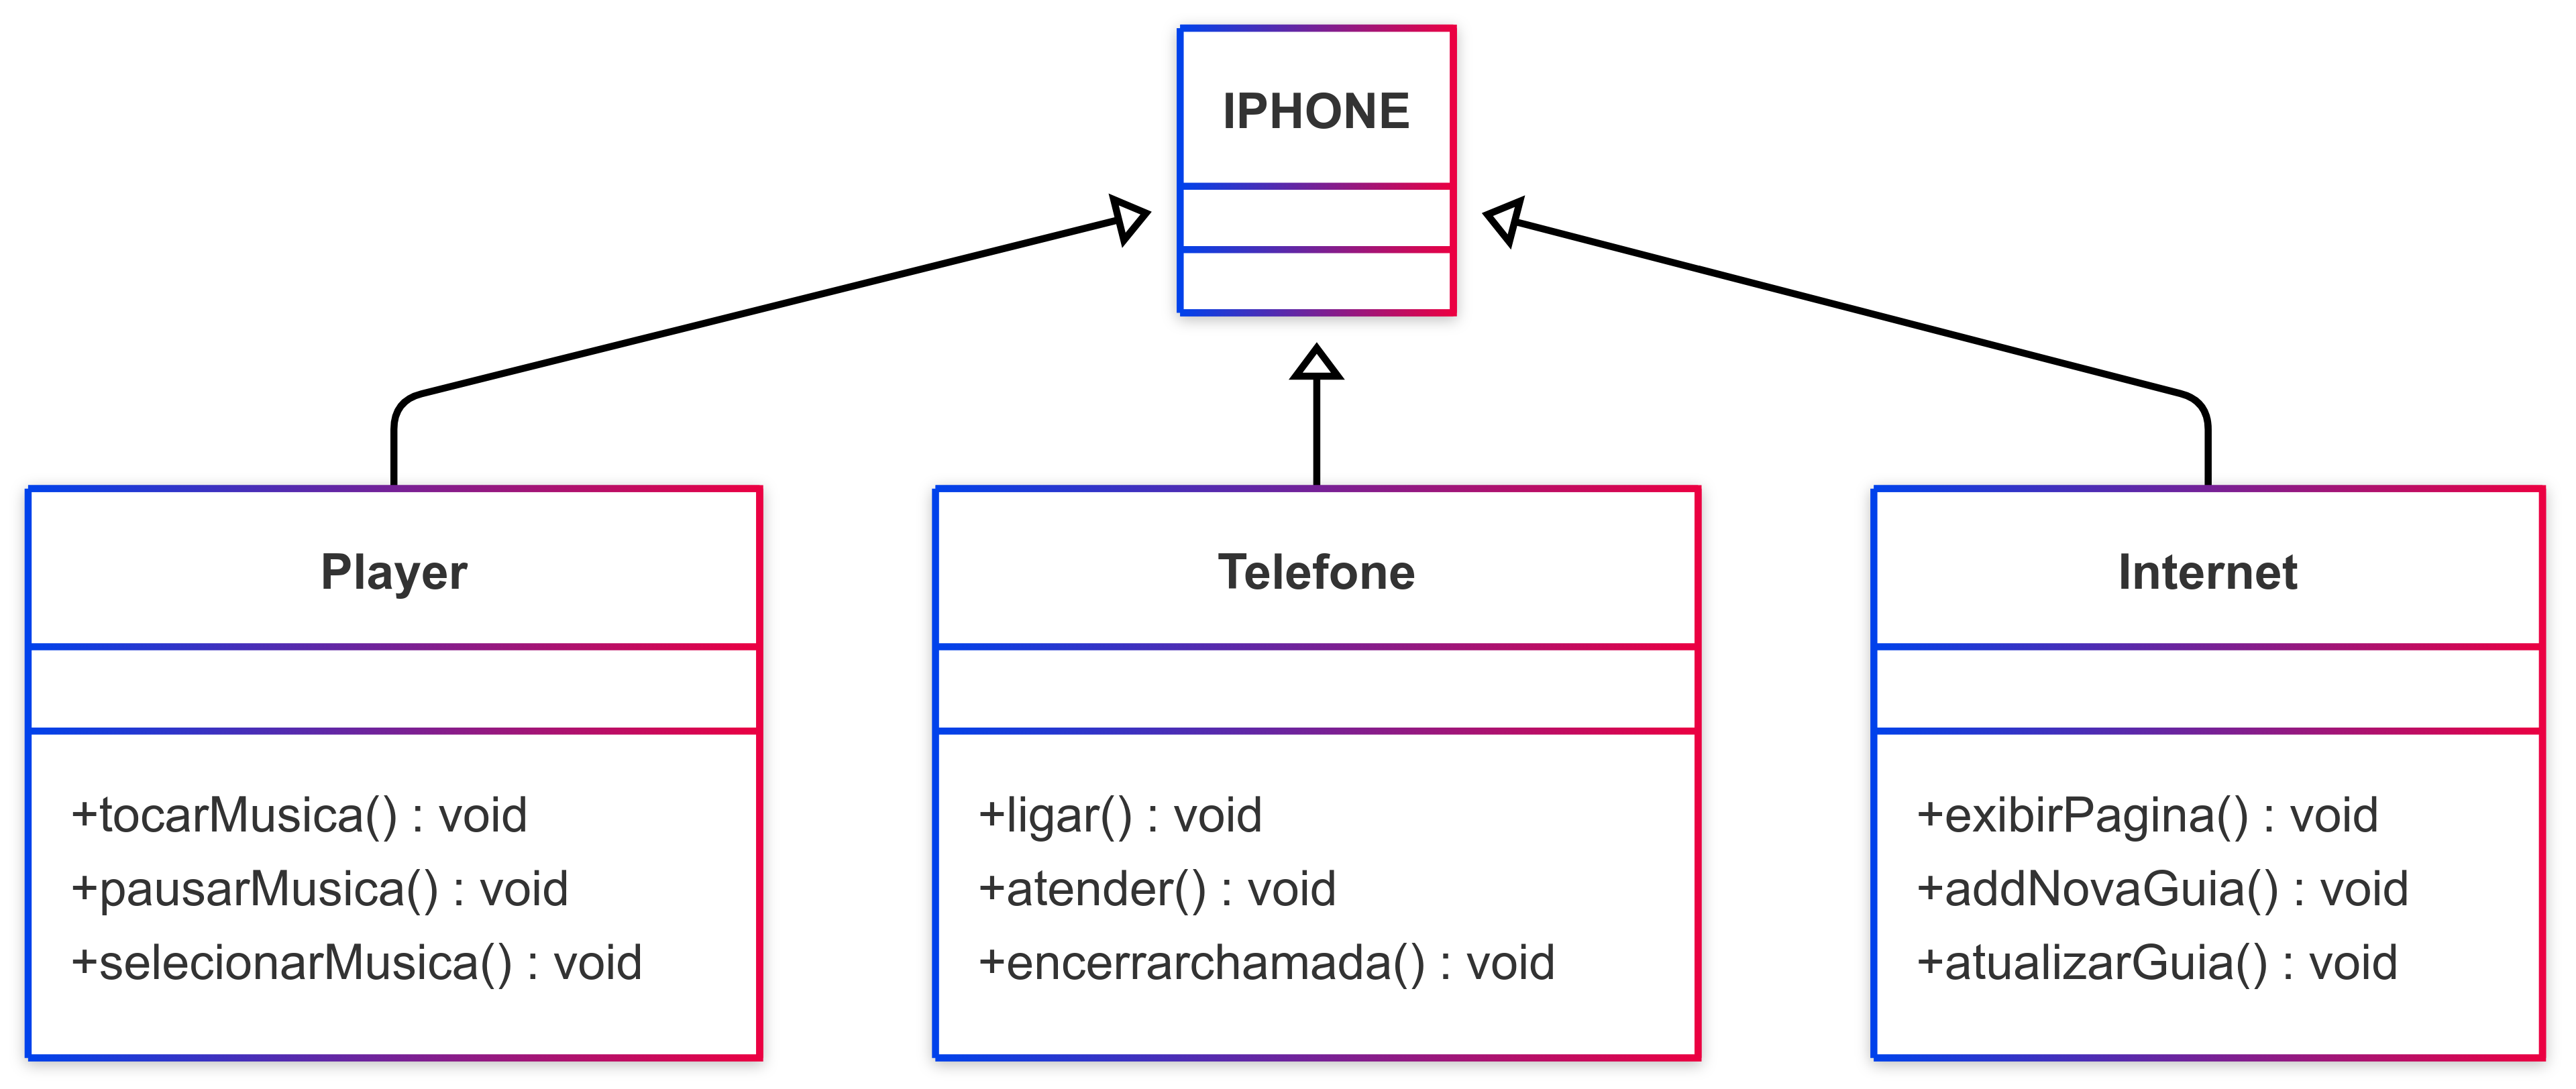 IPHONE
Player
+tocarMusica() : void
+pausarMusica() : void
+selecionarMusica() : void
Telefone
+ligar() : void
+atender() : void
+encerrarchamada() : void
Internet
+exibirPagina() : void
+addNovaGuia() : void
+atualizarGuia() : void